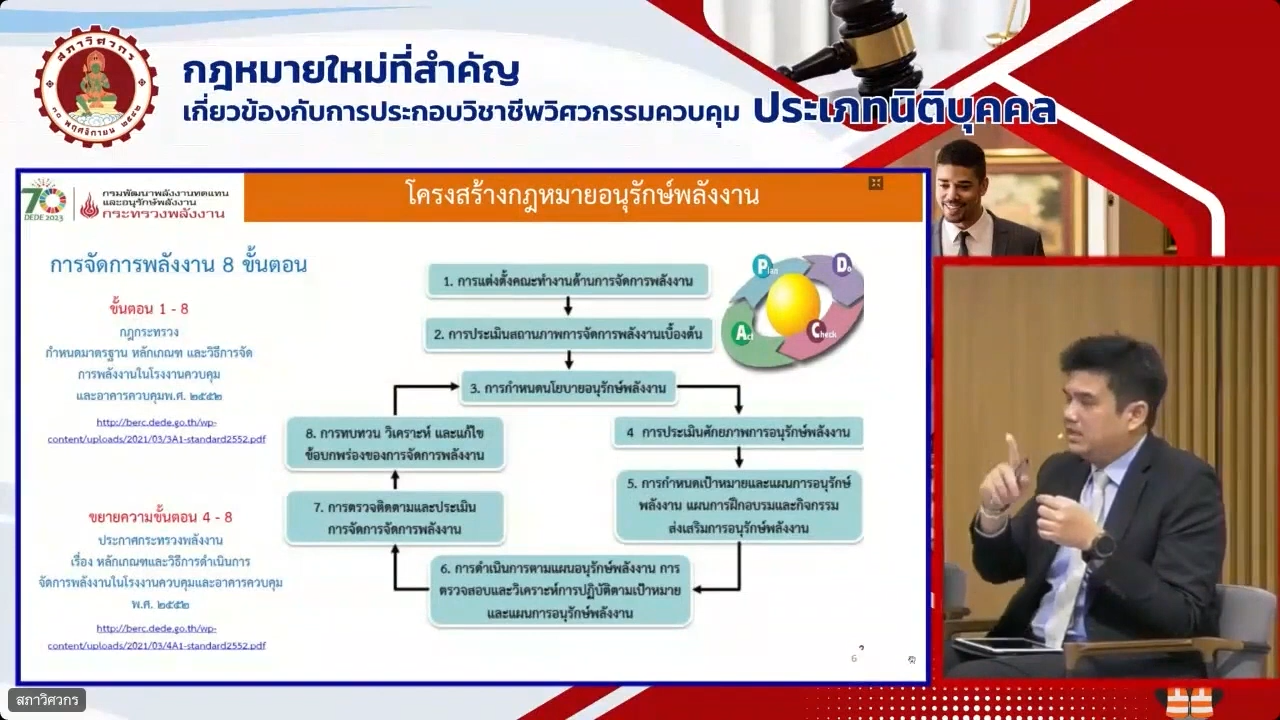 สภาวิศวกร
๓๐ พฤศจิกายน ๒๕๔๒
กฎหมายใหม่ที่สำคัญ
เกี่ยวข้องกับการประกอบวิชาชีพวิศวกรรมควบคุม ประเภทนิติบุคคล
70
DEDE 2023
กรมพัฒนาพลังงานทดแทน
และอนุรักษ์พลังงาน
กระทรวงพลังงาน
โครงสร้างกฎหมายอนุรักษ์พลังงาน
การจัดการพลังงาน 8 ขั้นตอน
ขั้นตอน 1 - 8
กฎกระทรวง
กำหนดมาตรฐาน หลักเกณฑ์ และวิธีการจัด
การพลังงานในโรงงานควบคุม
และอาคารควบคุมพ.ศ. ๒๕๕๒
http://berc.dede.go.th/wp-
content/uploads/2021/03/3A1-standard2552.pdf
ขยายความขั้นตอน 4 - 8
ประกาศกระทรวงพลังงาน
เรื่อง หลักเกณฑ์และวิธีการดำเนินการ
จัดการพลังงานในโรงงานควบคุมและอาคารควบคุม
พ.ศ. ๒๕๕๒
http://berc.dede.go.th/wp-
content/uploads/2021/03/4A1-standard2552.pdf
1. การแต่งตั้งคณะทำงานด้านการจัดการพลังงาน
2. การประเมินสถานภาพการจัดการพลังงานเบื้องต้น
3. การกำหนดนโยบายอนุรักษ์พลังงาน
4 การประเมินศักยภาพการอนุรักษ์พลังงาน
5. การกำหนดเป้าหมายและแผนการอนุรักษ์
พลังงาน แผนการฝึกอบรมและกิจกรรม
ส่งเสริมการอนุรักษ์พลังงาน
6. การดำเนินการตามแผนอนุรักษ์พลังงาน การ
ตรวจสอบและวิเคราะห์การปฏิบัติตามเป้าหมาย
และแผนการอนุรักษ์พลังงาน
7. การตรวจติดตามและประเมิน
การจัดการจัดการพลังงาน
8. การทบทวน วิเคราะห์ และแก้ไข
ข้อบกพร่องของการจัดการพลังงาน
Plan
Do
Check
Act
6
สภาวิศวกร